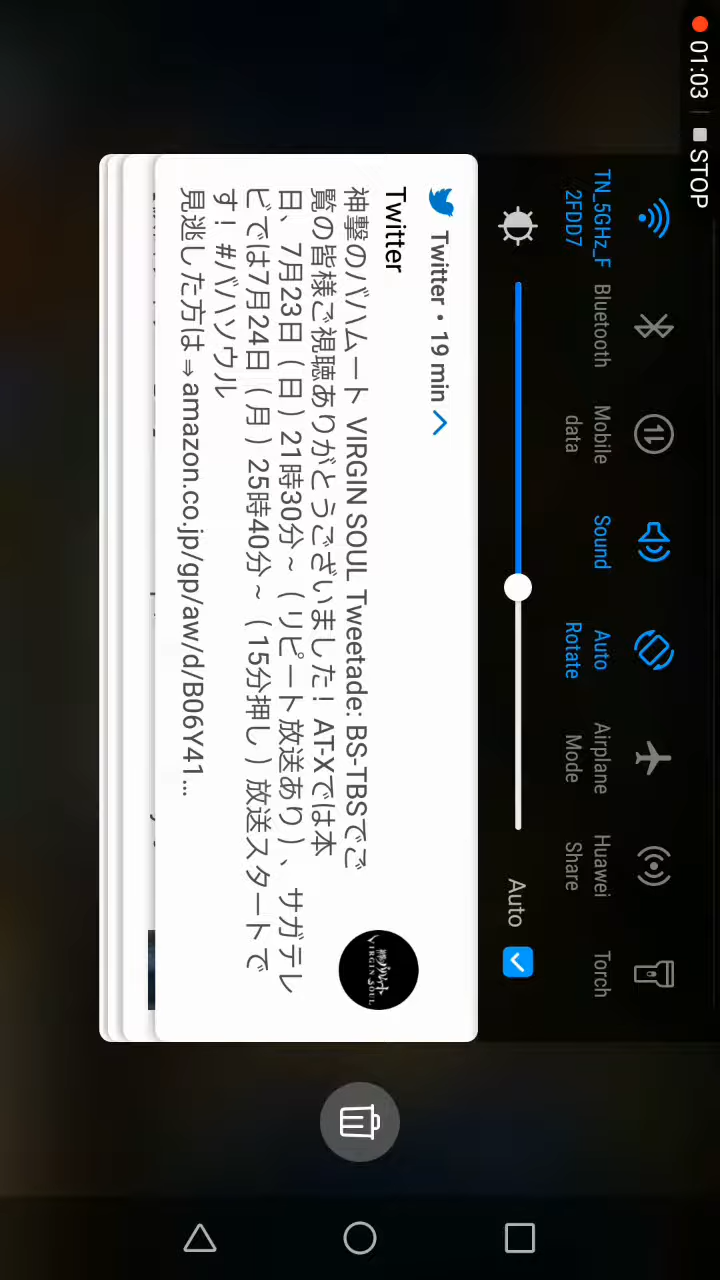 01:03 STOP
TN_5GHz_F
2FDD7
Bluetooth
Mobile
data
Sound
Auto
Rotate
Airplane
Mode
Huawei
Share
Torch
Auto
Twitter • 19 min
Twitter
神撃のバハムート VIRGIN SOUL Tweetade: BS-TBSでご
覧の皆様ご視聴ありがとうございました！AT-Xでは本
日、7月23日（日）21時30分～（リピート放送あり）、サガテレ
ビでは7月24日（月）25時40分～（15分押し）放送スタートで
す！#バハソウル
見逃した方は⇒amazon.co.jp/gp/aw/d/B06Y41…
VIRGIN SOUL